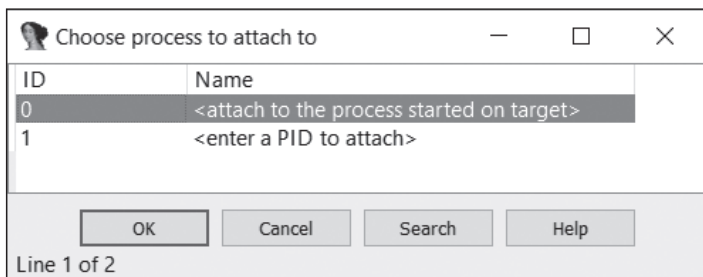 Choose process to attach to
ID Name
0 <attach to the process started on target>
1 <enter a PID to attach>
OK Cancel Search Help
Line 1 of 2